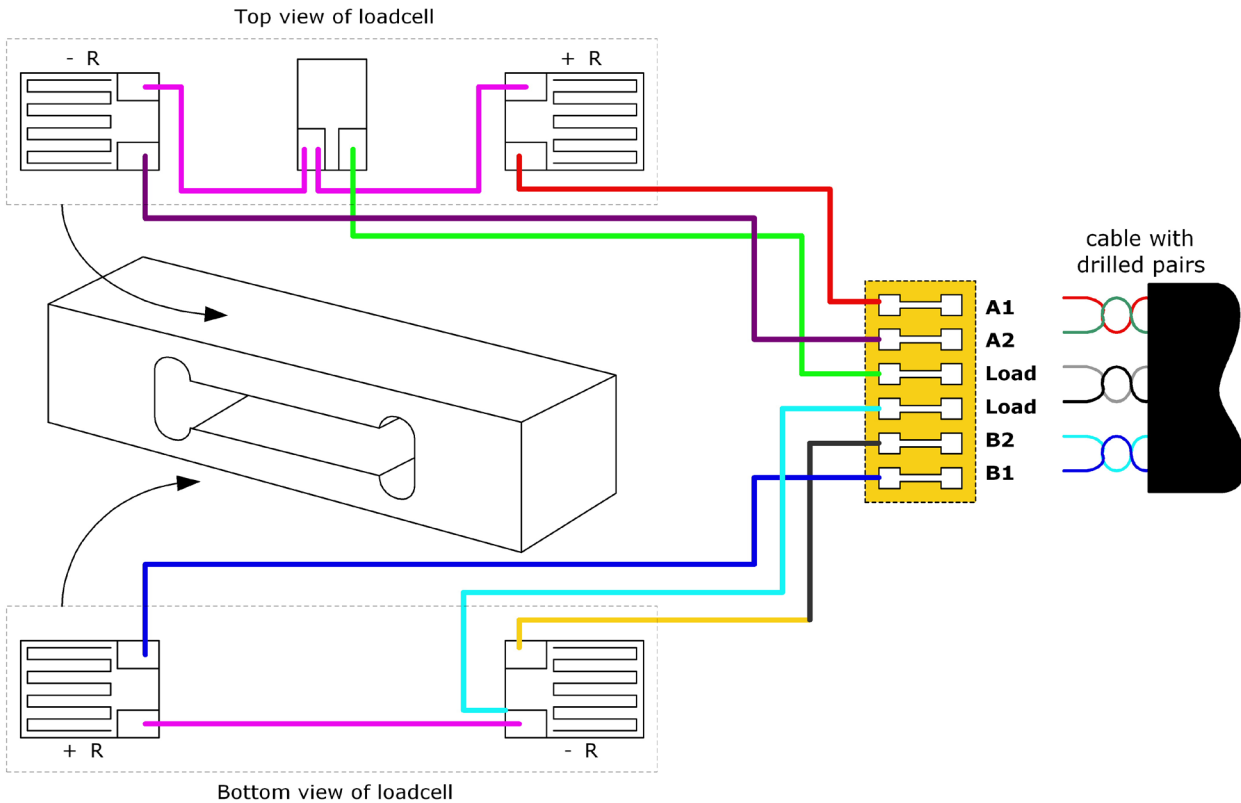 Top view of loadcell
- R
+ R
cable with
drilled pairs
A1
A2
Load
Load
B2
B1
+ R
- R
Bottom view of loadcell